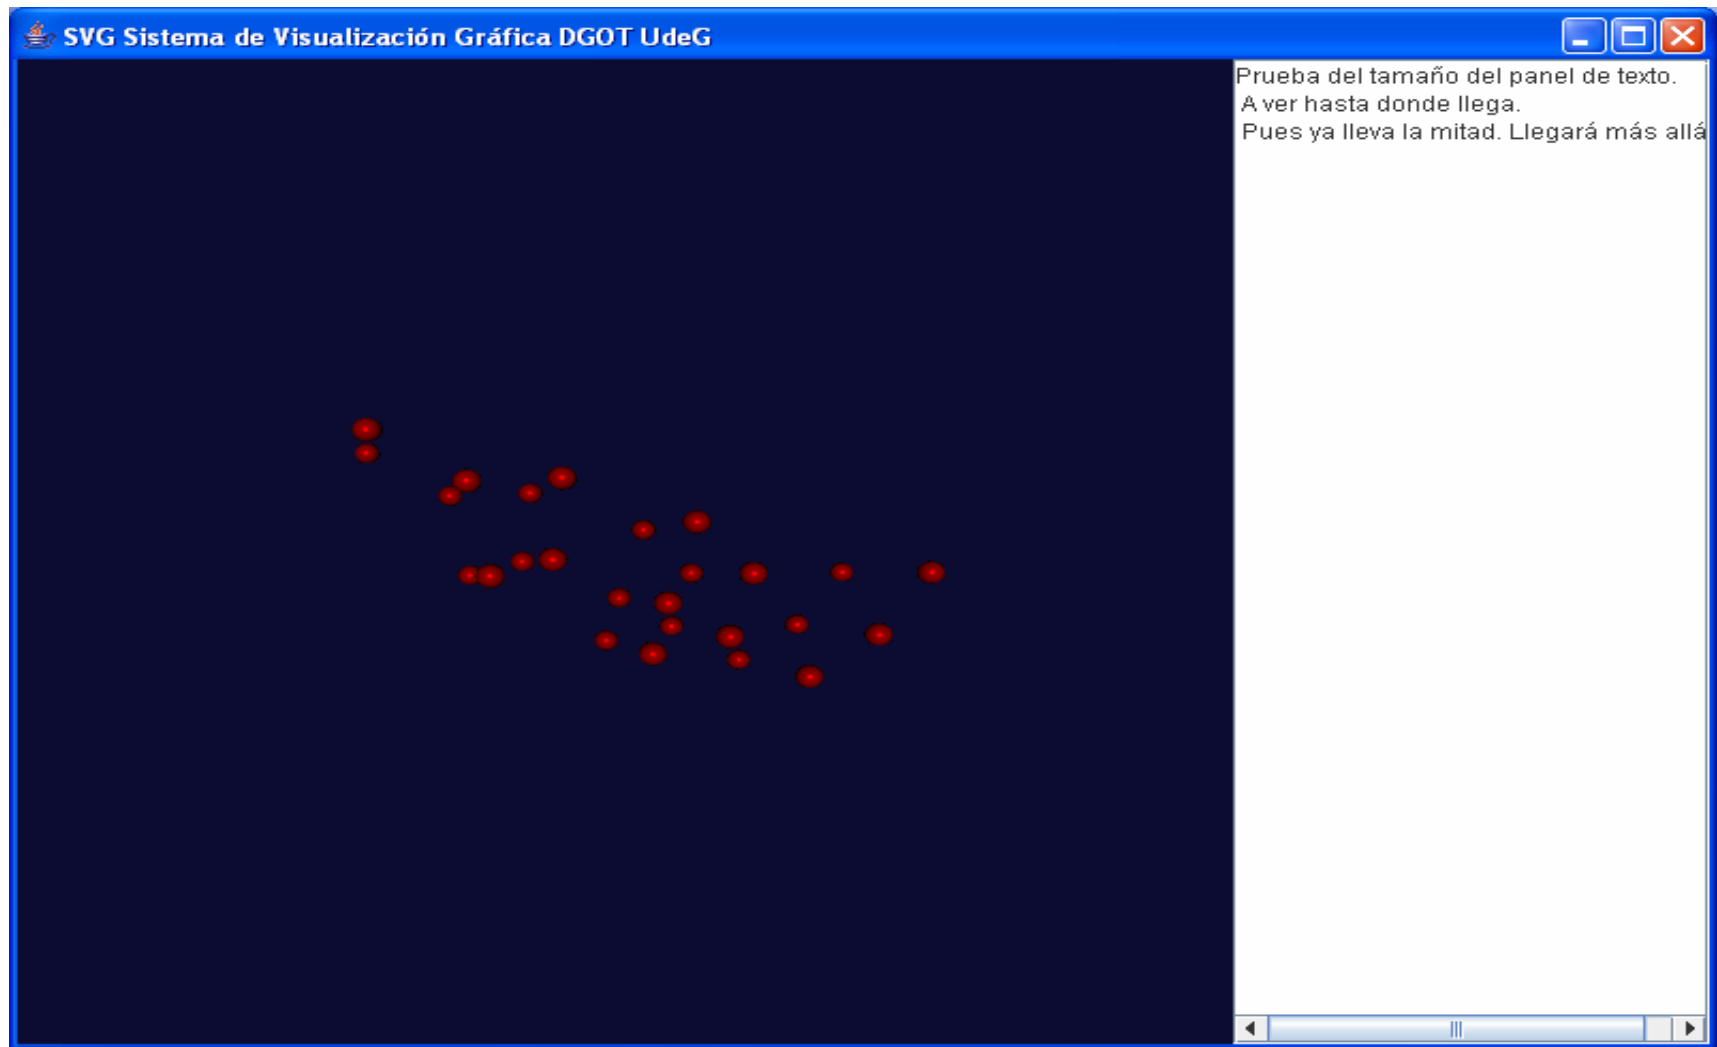 SVG Sistema de Visualización Gráfica DGOT UdeG
Prueba del tamaño del panel de texto.
A ver hasta donde llega.
Pues ya lleva la mitad. Llegará más allá